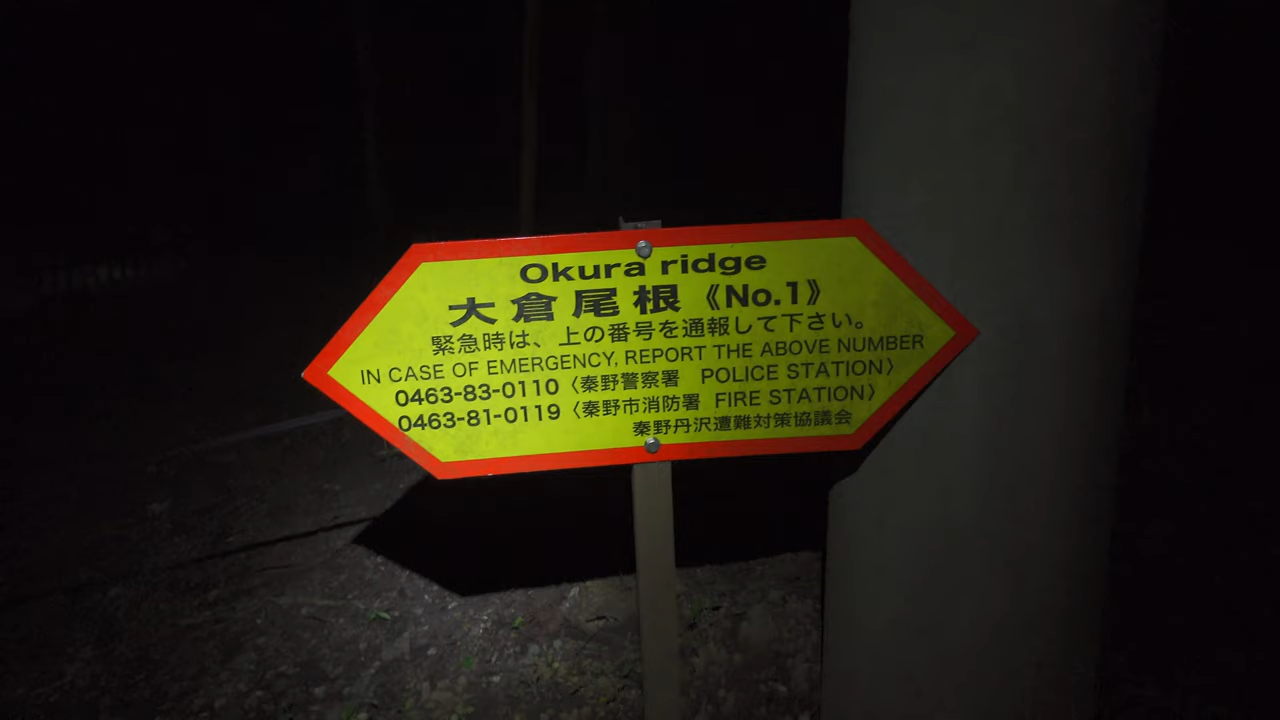 Okura ridge
大倉尾根《No.1》
緊急時は、上の番号を通報して下さい。
IN CASE OF EMERGENCY, REPORT THE ABOVE NUMBER
0463-83-0110〈秦野警察署 POLICE STATION〉
0463-81-0119〈秦野市消防署 FIRE STATION〉
秦野丹沢遭難対策協議会